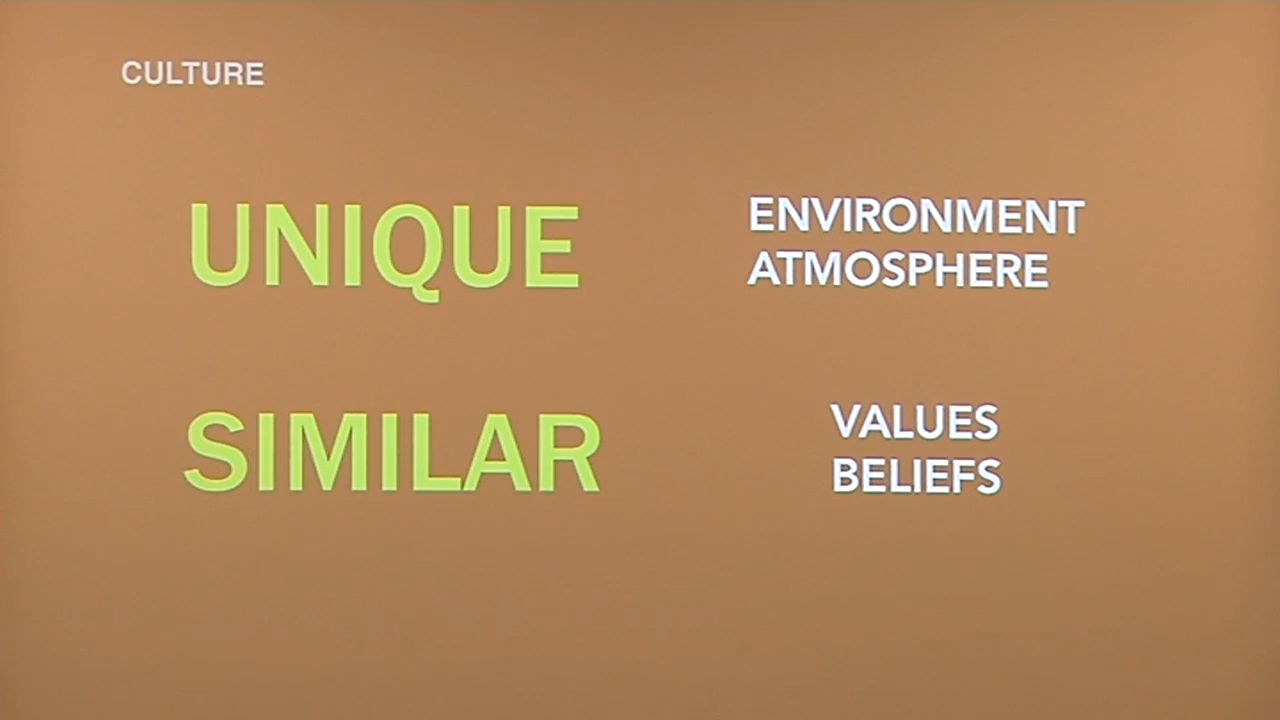 CULTURE
UNIQUE
ENVIRONMENT
ATMOSPHERE
SIMILAR
VALUES
BELIEFS